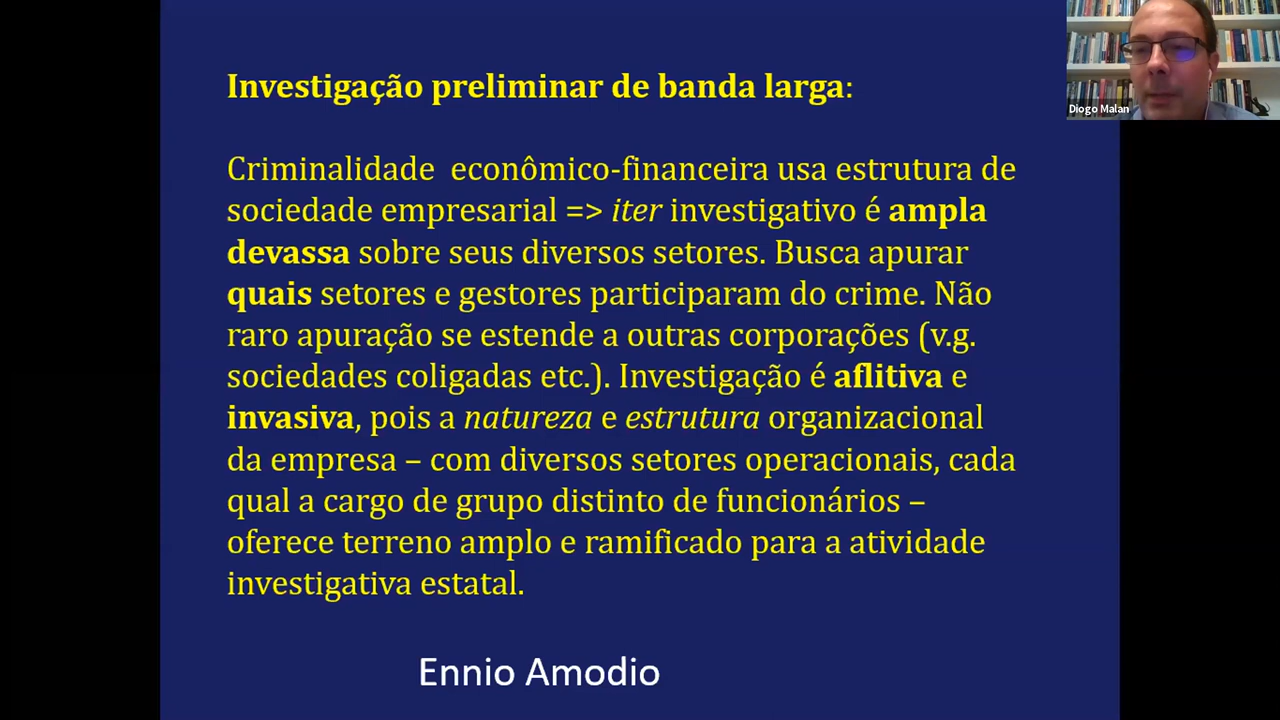 Investigação preliminar de banda larga:
Criminalidade econômico-financeira usa estrutura de
sociedade empresarial => iter investigativo é ampla
devassa sobre seus diversos setores. Busca apurar
quais setores e gestores participaram do crime. Não
raro apuração se estende a outras corporações (v.g.
sociedades coligadas etc.). Investigação é aflitiva e
invasiva, pois a natureza e estrutura organizacional
da empresa – com diversos setores operacionais, cada
qual a cargo de grupo distinto de funcionários –
oferece terreno amplo e ramificado para a atividade
investigativa estatal.
Ennio Amodio
Diogo Malan